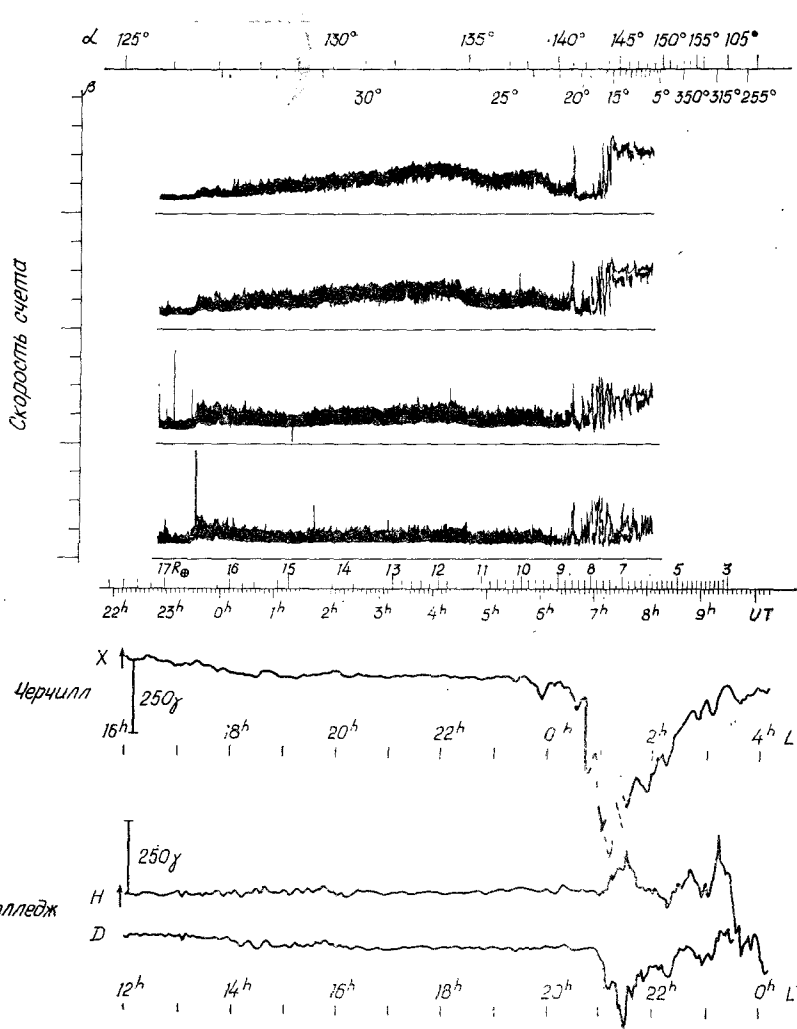 α 125° 130° 135° 140° 145° 150° 155° 105°
β 30° 25° 20° 15° 5° 350° 315° 255°
Скорость счета
17 R⊕ 16 15 14 13 12 11 10 9 8 7 5 3
22ʰ 23ʰ 0ʰ 1ʰ 2ʰ 3ʰ 4ʰ 5ʰ 6ʰ 7ʰ 8ʰ 9ʰ UT
X
Черчилл
250γ
16ʰ 18ʰ 20ʰ 22ʰ 0ʰ 2ʰ 4ʰ L
250γ
H
олледж
D
12ʰ 14ʰ 16ʰ 18ʰ 20ʰ 22ʰ 0ʰ L